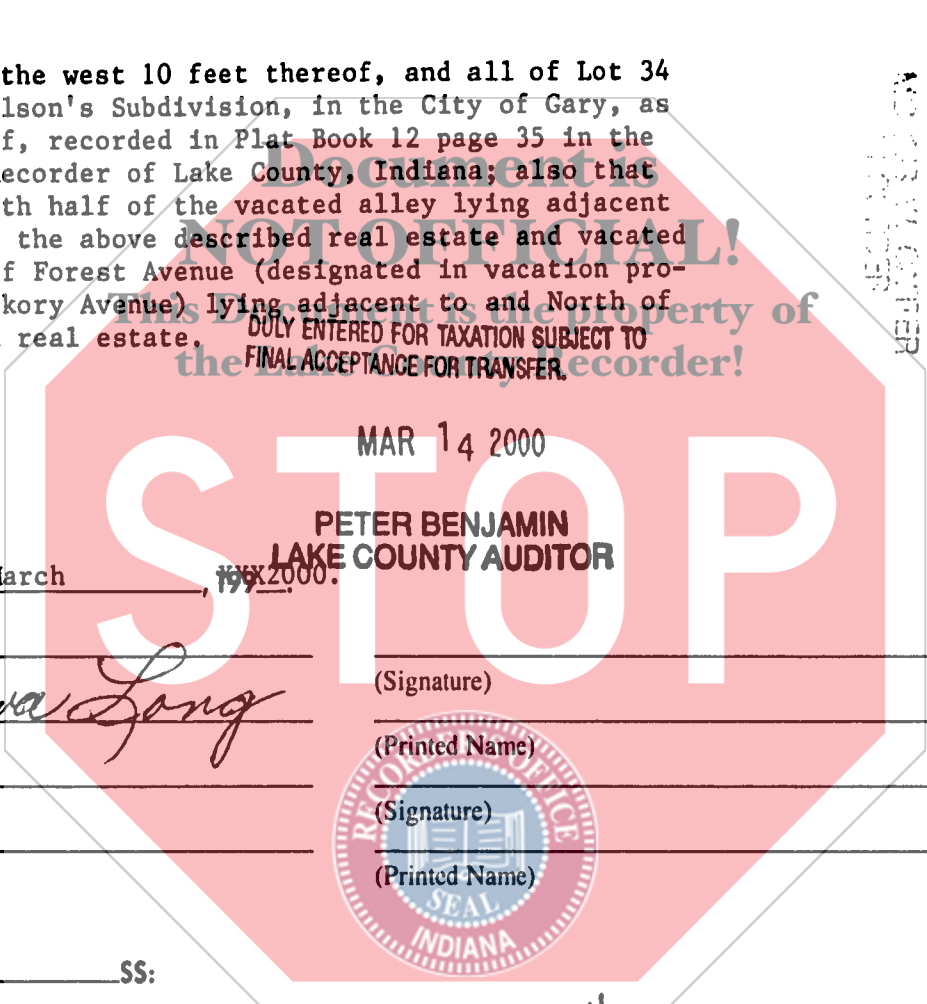 the west 10 feet thereof, and all of Lot 34
lson's Subdivision, in the City of Gary, as
f, recorded in Plat Book 12 page 35 in the
ecorder of Lake County, Indiana; also that
th half of the vacated alley lying adjacent
the above described real estate and vacated
f Forest Avenue (designated in vacation pro-
kory Avenue) lying adjacent to and North of
real estate.
Document is
NOT OFFICIAL!
This Document is the property of
the Lake County Recorder!
DULY ENTERED FOR TAXATION SUBJECT TO
FINAL ACCEPTANCE FOR TRANSFER.
MAR 14 2000
STOP
PETER BENJAMIN
LAKE COUNTY AUDITOR
arch , 199 2000.
va Long
(Signature)
(Printed Name)
(Signature)
(Printed Name)
RECORDER'S OFFICE
SEAL
INDIANA
SS: